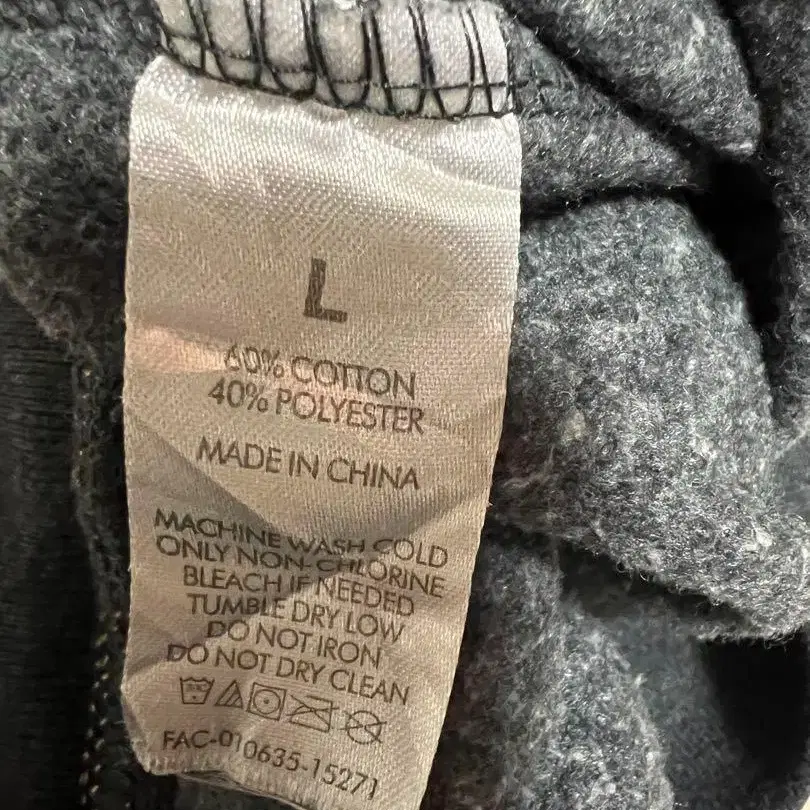 L
60% COTTON
40% POLYESTER
MADE IN CHINA
MACHINE WASH COLD
ONLY NON-CHLORINE
BLEACH IF NEEDED
TUMBLE DRY LOW
DO NOT IRON
DO NOT DRY CLEAN
FAC-010635-15271